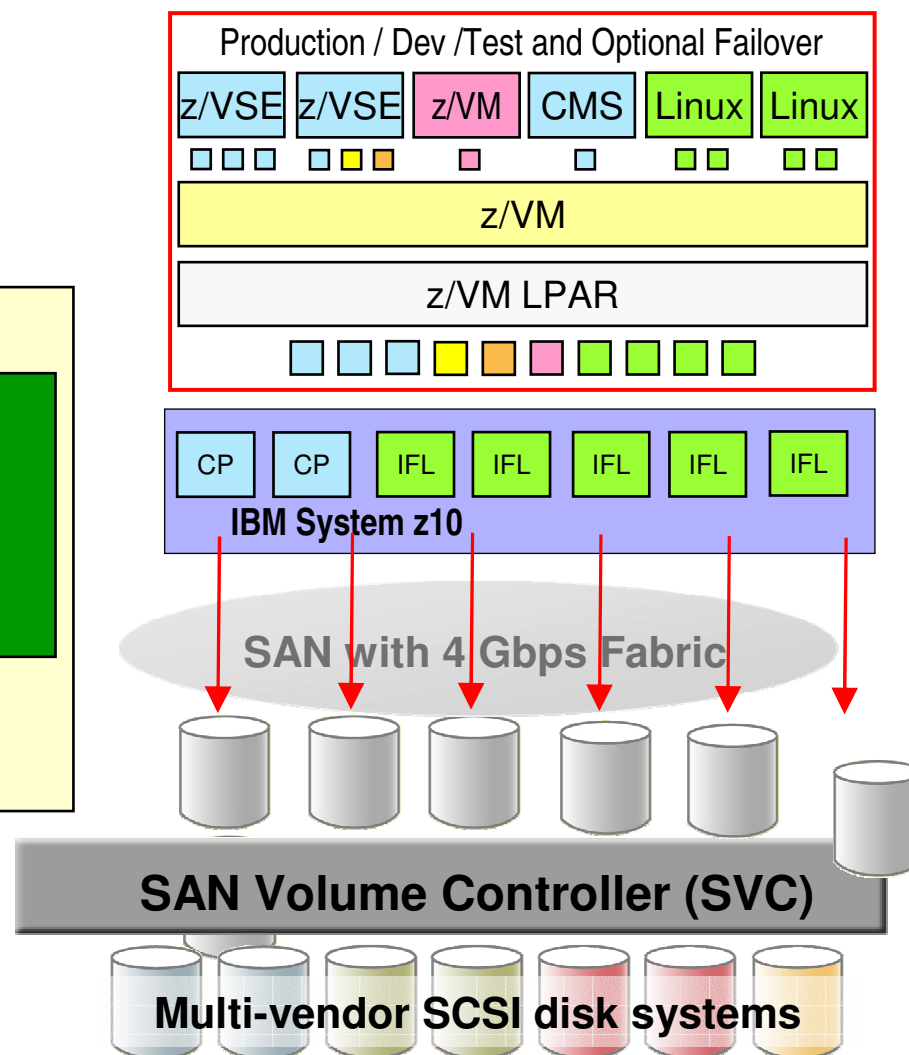 Production / Dev /Test and Optional Failover
z/VSE z/VSE z/VM CMS Linux Linux
z/VM
z/VM LPAR
CP CP IFL IFL IFL IFL IFL
IBM System z10
SAN with 4 Gbps Fabric
SAN Volume Controller (SVC)
Multi-vendor SCSI disk systems